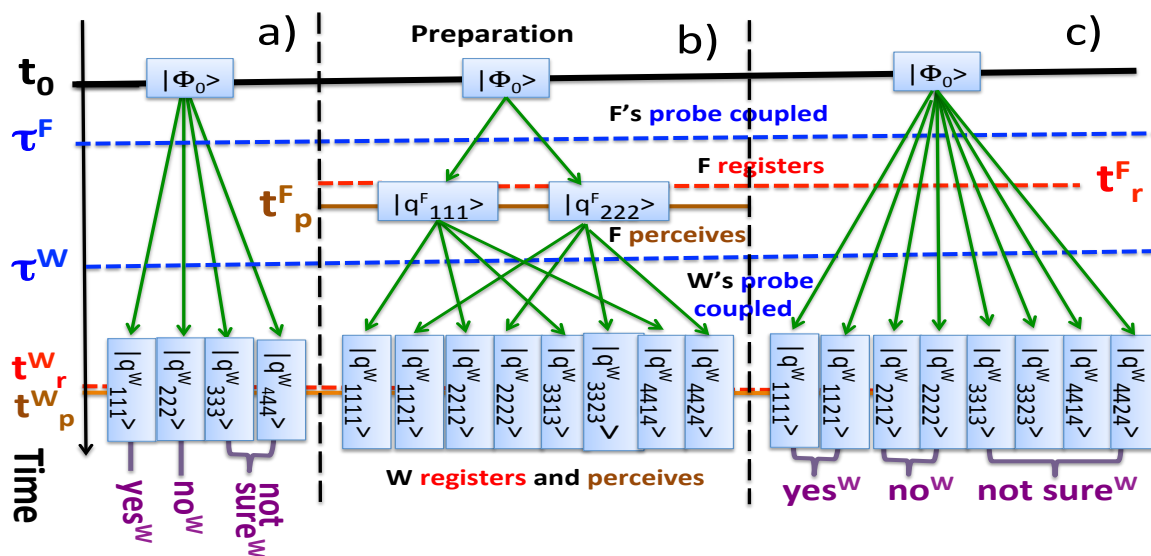 a)
Preparation
b)
c)
t₀
|Φ₀>
|Φ₀>
|Φ₀>
F's probe coupled
τᶠ
F registers
tᶠᵣ
tᶠₚ
|qᶠ₁₁₁>
|qᶠ₂₂₂>
F perceives
τᵂ
W's probe
coupled
tᵂᵣ
tᵂₚ
|qᵂ₁₁₁>
|qᵂ₂₂₂>
|qᵂ₃₃₃>
|qᵂ₄₄₄>
|qᵂ₁₁₁₁>
|qᵂ₁₁₂₁>
|qᵂ₂₂₁₂>
|qᵂ₂₂₂₂>
|qᵂ₃₃₁₃>
|qᵂ₃₃₂₃>
|qᵂ₄₄₁₄>
|qᵂ₄₄₂₄>
|qᵂ₁₁₁₁>
|qᵂ₁₁₂₁>
|qᵂ₂₂₁₂>
|qᵂ₂₂₂₂>
|qᵂ₃₃₁₃>
|qᵂ₃₃₂₃>
|qᵂ₄₄₁₄>
|qᵂ₄₄₂₄>
Time
yesᵂ
noᵂ
not
sureᵂ
W registers and perceives
yesᵂ
noᵂ
not sureᵂ